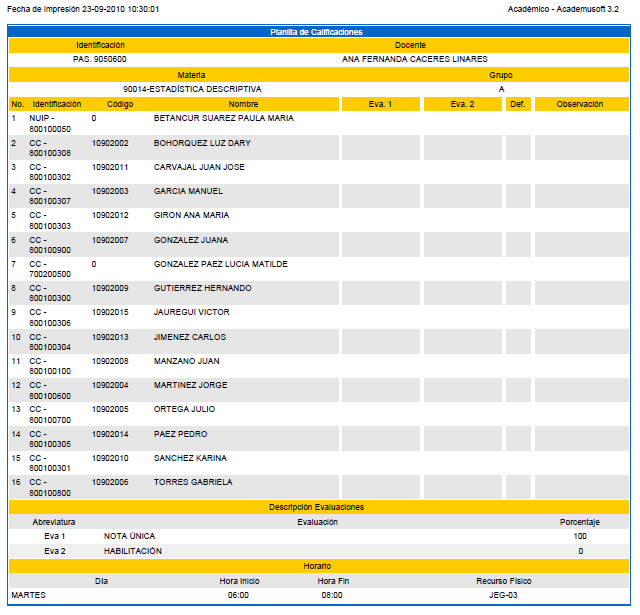 Fecha de Impresión 23-09-2010 10:30:01 Académico - Academusoft 3.2
Planilla de Calificaciones
Identificación Docente
PAS. 9050600 ANA FERNANDA CACERES LINARES
Materia Grupo
90014-ESTADÍSTICA DESCRIPTIVA A
No. Identificación Código Nombre Eva. 1 Eva. 2 Def. Observación
1 NUIP - 0 BETANCUR SUAREZ PAULA MARIA
800100050
2 CC - 10902002 BOHORQUEZ LUZ DARY
800100308
3 CC - 10902011 CARVAJAL JUAN JOSE
800100302
4 CC - 10902003 GARCIA MANUEL
800100307
5 CC - 10902012 GIRON ANA MARIA
800100303
6 CC - 10902007 GONZALEZ JUANA
800100900
7 CC - 0 GONZALEZ PAEZ LUCIA MATILDE
700200500
8 CC - 10902009 GUTIERREZ HERNANDO
800100300
9 CC - 10902015 JAUREGUI VICTOR
800100306
10 CC - 10902013 JIMENEZ CARLOS
800100304
11 CC - 10902008 MANZANO JUAN
800100100
12 CC - 10902004 MARTINEZ JORGE
800100600
13 CC - 10902005 ORTEGA JULIO
800100700
14 CC - 10902014 PAEZ PEDRO
800100305
15 CC - 10902010 SANCHEZ KARINA
800100301
16 CC - 10902006 TORRES GABRIELA
800100800
Descripción Evaluaciones
Abreviatura Evaluación Porcentaje
Eva 1 NOTA ÚNICA 100
Eva 2 HABILITACIÓN 0
Horario
Día Hora Inicio Hora Fin Recurso Físico
MARTES 06:00 08:00 JEG-03